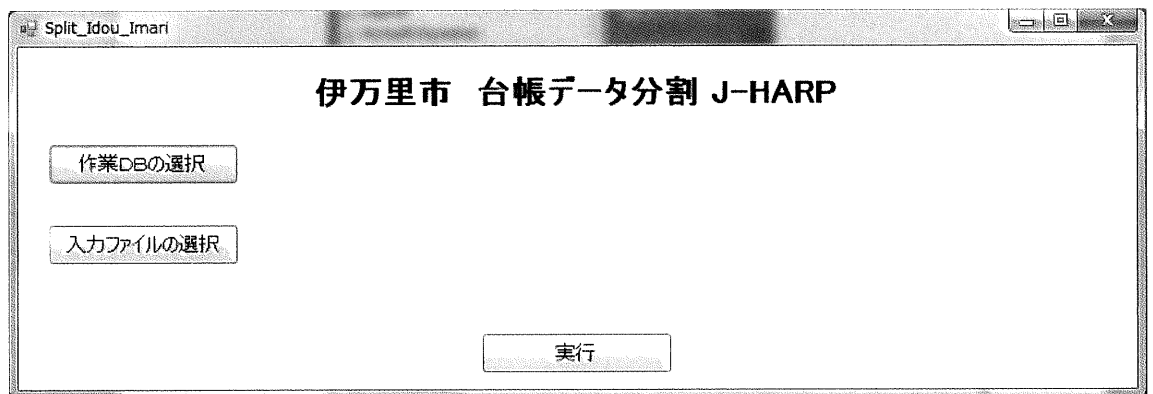 Split_Idou_Imari
伊万里市 台帳データ分割 J-HARP
作業DBの選択
入力ファイルの選択
実行